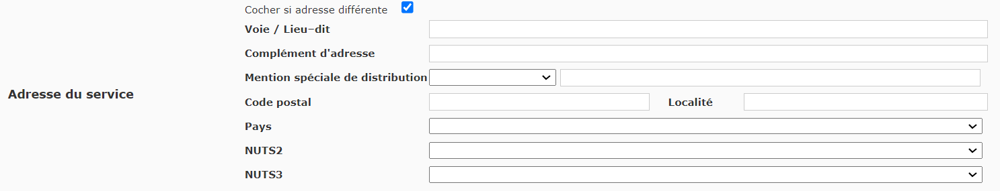 Cocher si adresse différente
Voie / Lieu–dit
Complément d'adresse
Mention spéciale de distribution
Adresse du service
Code postal Localité
Pays
NUTS2
NUTS3